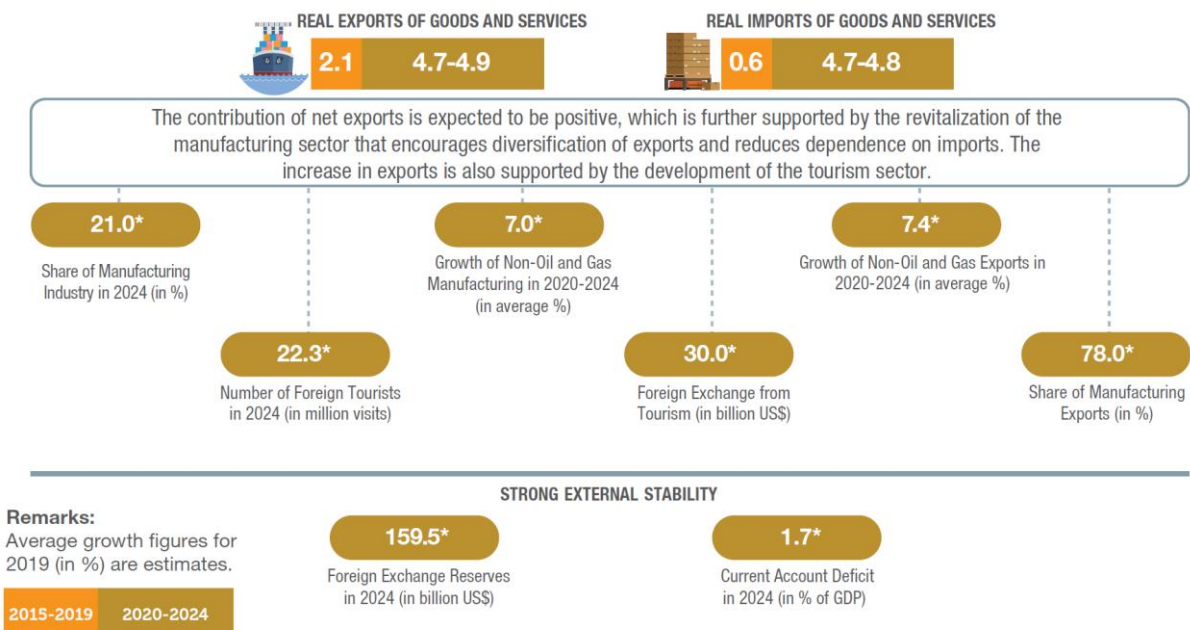 REAL EXPORTS OF GOODS AND SERVICES
2.1 4.7-4.9
REAL IMPORTS OF GOODS AND SERVICES
0.6 4.7-4.8
The contribution of net exports is expected to be positive, which is further supported by the revitalization of the
manufacturing sector that encourages diversification of exports and reduces dependence on imports. The
increase in exports is also supported by the development of the tourism sector.
21.0*
Share of Manufacturing
Industry in 2024 (in %)
7.0*
Growth of Non-Oil and Gas
Manufacturing in 2020-2024
(in average %)
7.4*
Growth of Non-Oil and Gas Exports in
2020-2024 (in average %)
22.3*
Number of Foreign Tourists
in 2024 (in million visits)
30.0*
Foreign Exchange from
Tourism (in billion US$)
78.0*
Share of Manufacturing
Exports (in %)
STRONG EXTERNAL STABILITY
Remarks:
Average growth figures for
2019 (in %) are estimates.
2015-2019 2020-2024
159.5*
Foreign Exchange Reserves
in 2024 (in billion US$)
1.7*
Current Account Deficit
in 2024 (in % of GDP)